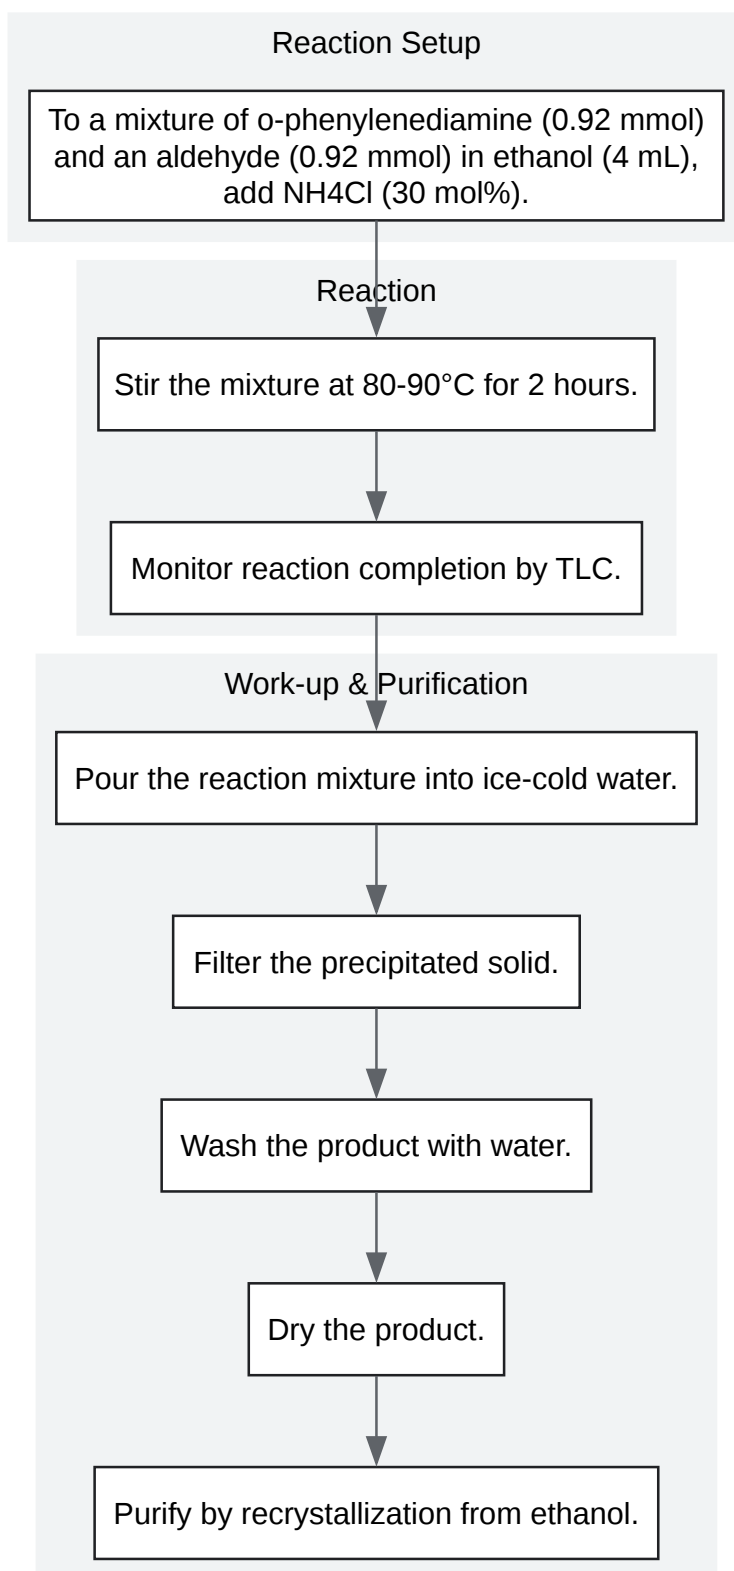 Reaction Setup
To a mixture of o-phenylenediamine (0.92 mmol)
and an aldehyde (0.92 mmol) in ethanol (4 mL),
add NH4Cl (30 mol%).
Reaction
Stir the mixture at 80-90°C for 2 hours.
Monitor reaction completion by TLC.
Work-up & Purification
Pour the reaction mixture into ice-cold water.
Filter the precipitated solid.
Wash the product with water.
Dry the product.
Purify by recrystallization from ethanol.